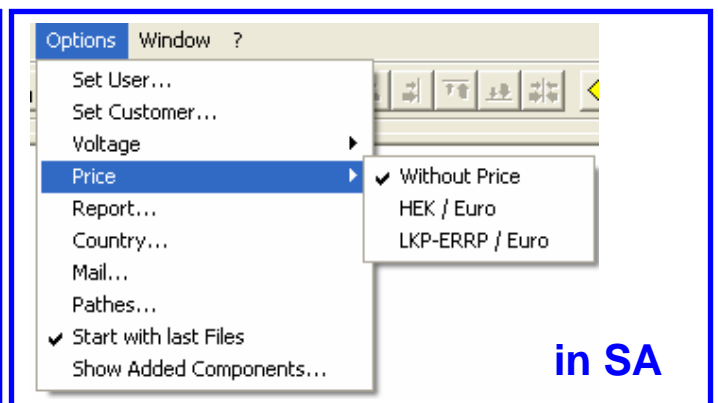 Options Window ?
Set User...
Set Customer...
Voltage
Price
Without Price
HEK / Euro
LKP-ERRP / Euro
Report...
Country...
Mail...
Pathes...
Start with last Files
Show Added Components...
in SA